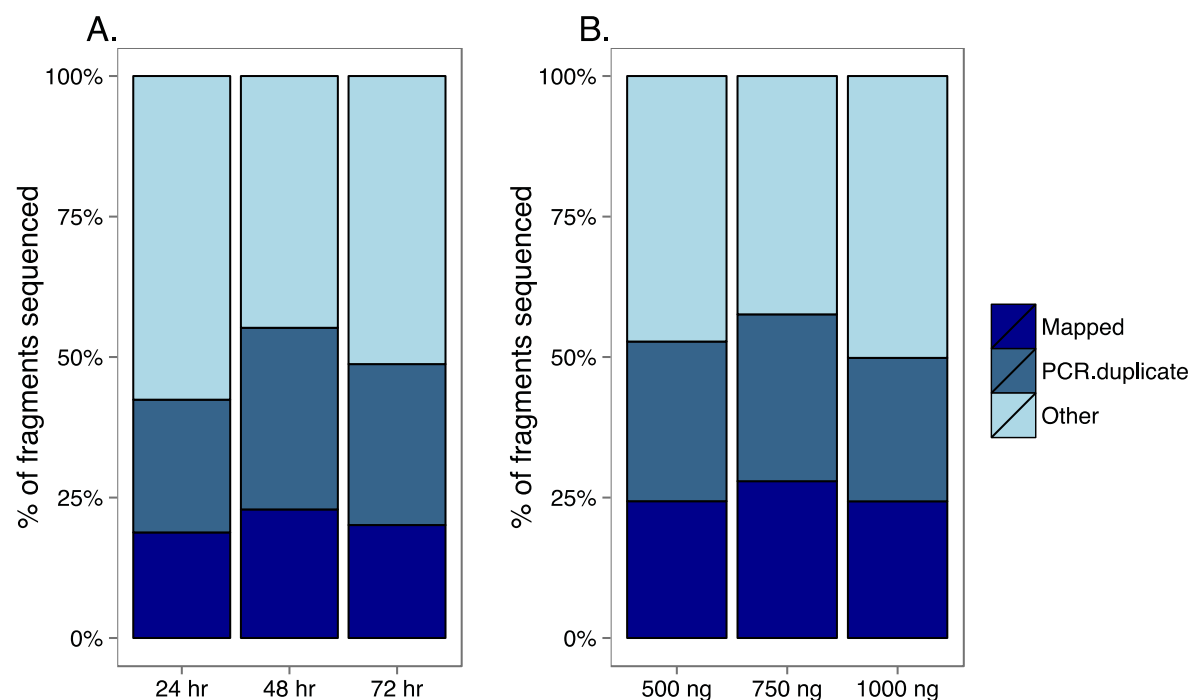 A.
% of fragments sequenced
100%
75%
50%
25%
0%
24 hr
48 hr
72 hr
B.
% of fragments sequenced
100%
75%
50%
25%
0%
500 ng
750 ng
1000 ng
Mapped
PCR.duplicate
Other